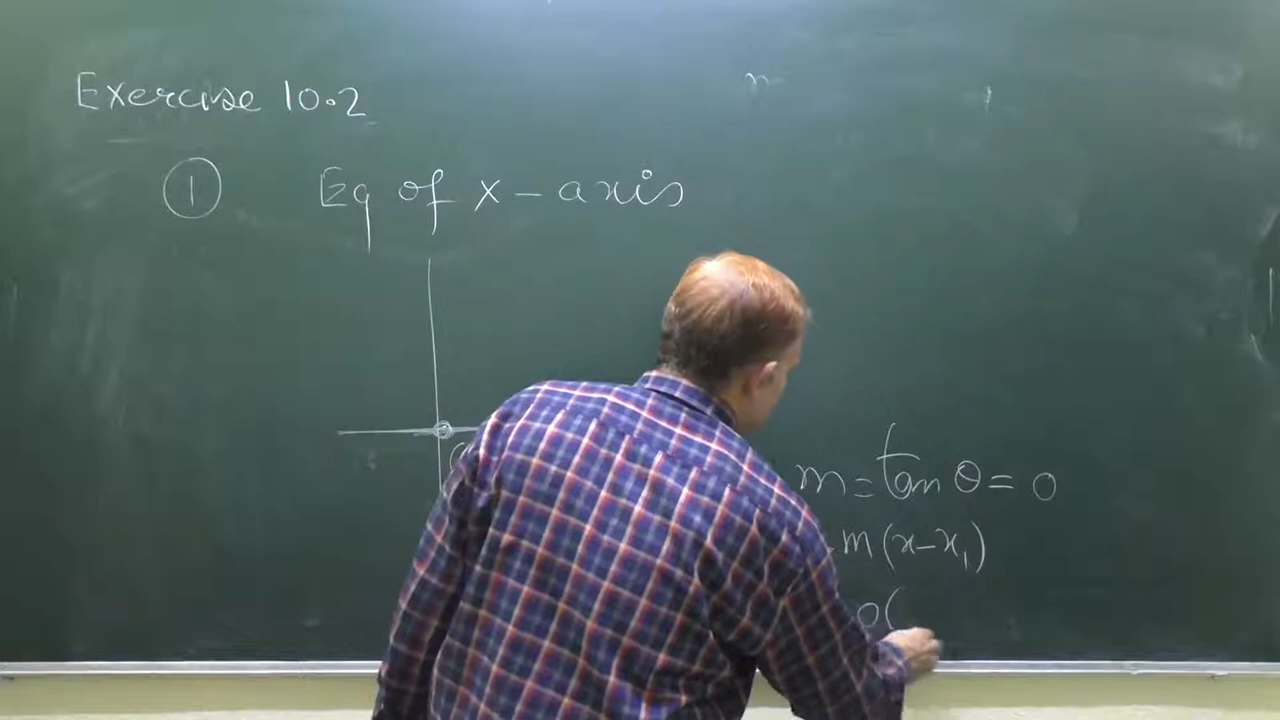 Exercise 10.2
① Eq of x-axis
m = tan θ = 0
m(x-x₁)
0(